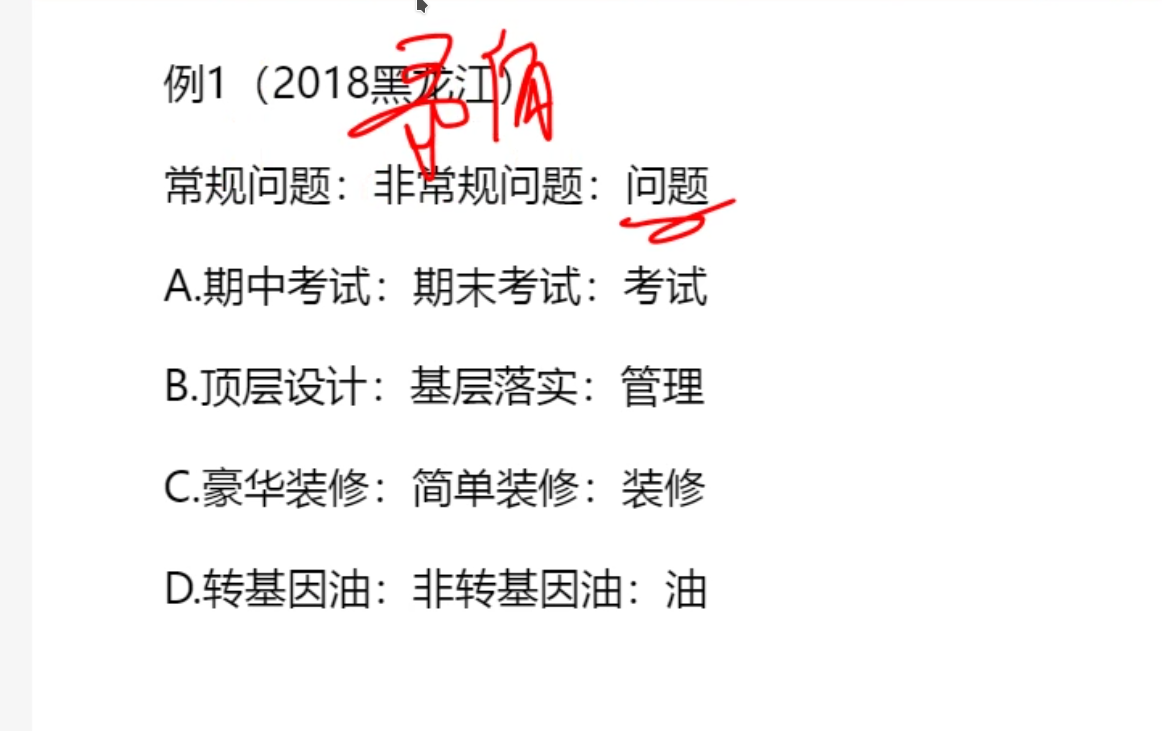 例1（2018黑龙江）
常规问题：非常规问题：问题
A.期中考试：期末考试：考试
B.顶层设计：基层落实：管理
C.豪华装修：简单装修：装修
D.转基因油：非转基因油：油